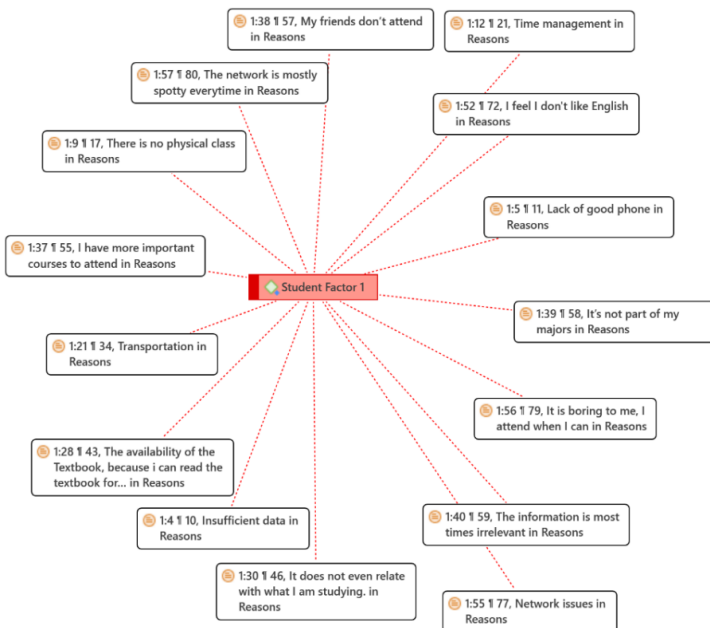 1:38 ¶ 57, My friends don't attend
in Reasons
1:12 ¶ 21, Time management in
Reasons
1:57 ¶ 80, The network is mostly
spotty everytime in Reasons
1:52 ¶ 72, I feel I don't like English
in Reasons
1:9 ¶ 17, There is no physical class
in Reasons
1:5 ¶ 11, Lack of good phone in
Reasons
1:37 ¶ 55, I have more important
courses to attend in Reasons
Student Factor 1
1:39 ¶ 58, It's not part of my
majors in Reasons
1:21 ¶ 34, Transportation in
Reasons
1:56 ¶ 79, It is boring to me, I
attend when I can in Reasons
1:28 ¶ 43, The availability of the
Textbook, because i can read the
textbook for... in Reasons
1:4 ¶ 10, Insufficient data in
Reasons
1:40 ¶ 59, The information is most
times irrelevant in Reasons
1:30 ¶ 46, It does not even relate
with what I am studying. in
Reasons
1:55 ¶ 77, Network issues in
Reasons